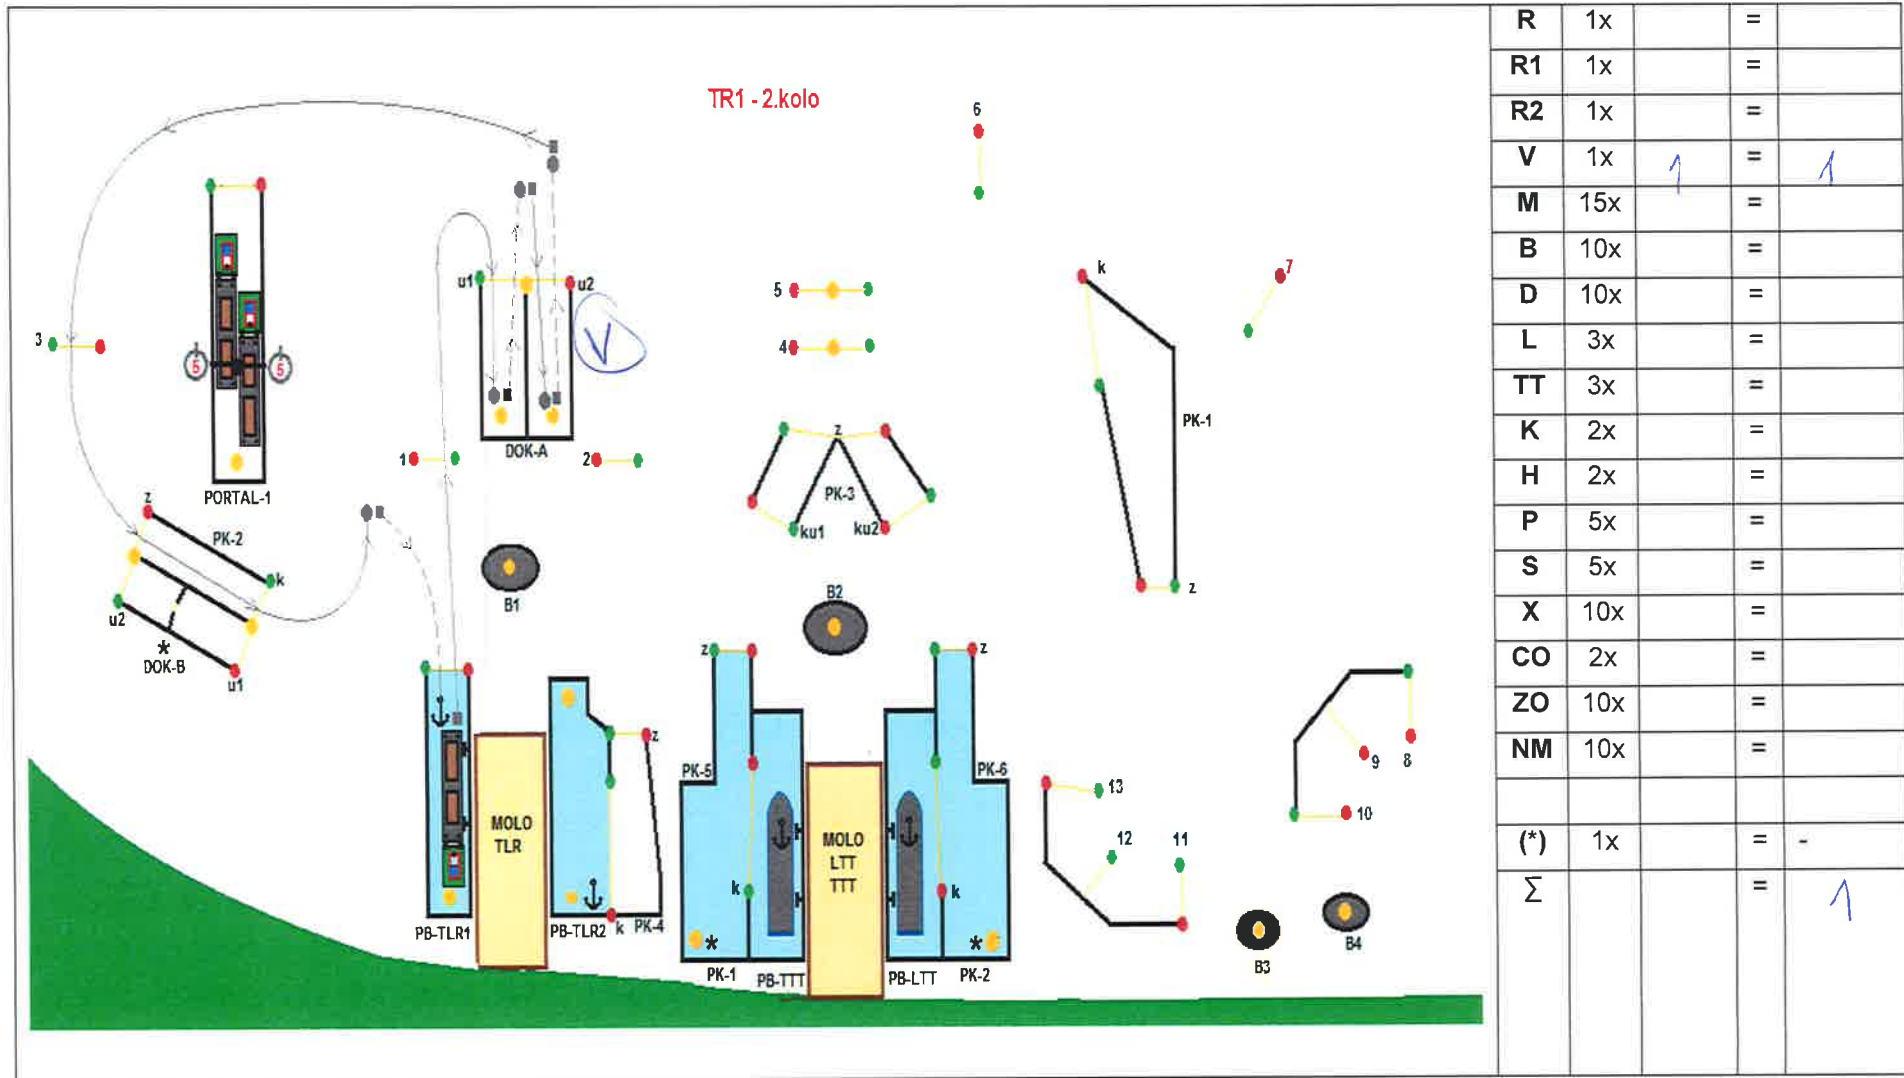 TR1 - 2.kolo
6
7
k
u1
u2
V
5
4
3
5
5
PK-1
1
DOK-A
2
z
PK-3
ku1
ku2
PORTAL-1
z
PK-2
k
u2
*
DOK-B
u1
B1
B2
z
z
z
z
PK-5
PK-6
MOLO
TLR
MOLO
LTT
TTT
k
k
9
8
10
13
12
11
PB-TLR1
PB-TLR2
k
PK-4
*
*
PK-1
PB-TTT
PB-LTT
PK-2
B3
B4
R 1x =
R1 1x =
R2 1x =
V 1x 1 = 1
M 15x =
B 10x =
D 10x =
L 3x =
TT 3x =
K 2x =
H 2x =
P 5x =
S 5x =
X 10x =
CO 2x =
ZO 10x =
NM 10x =
(*) 1x = -
Σ = 1